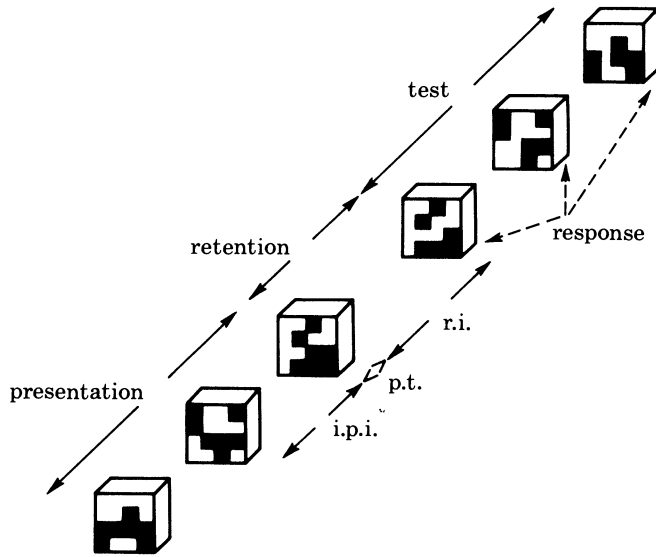 test
retention
response
r.i.
p.t.
presentation
i.p.i.